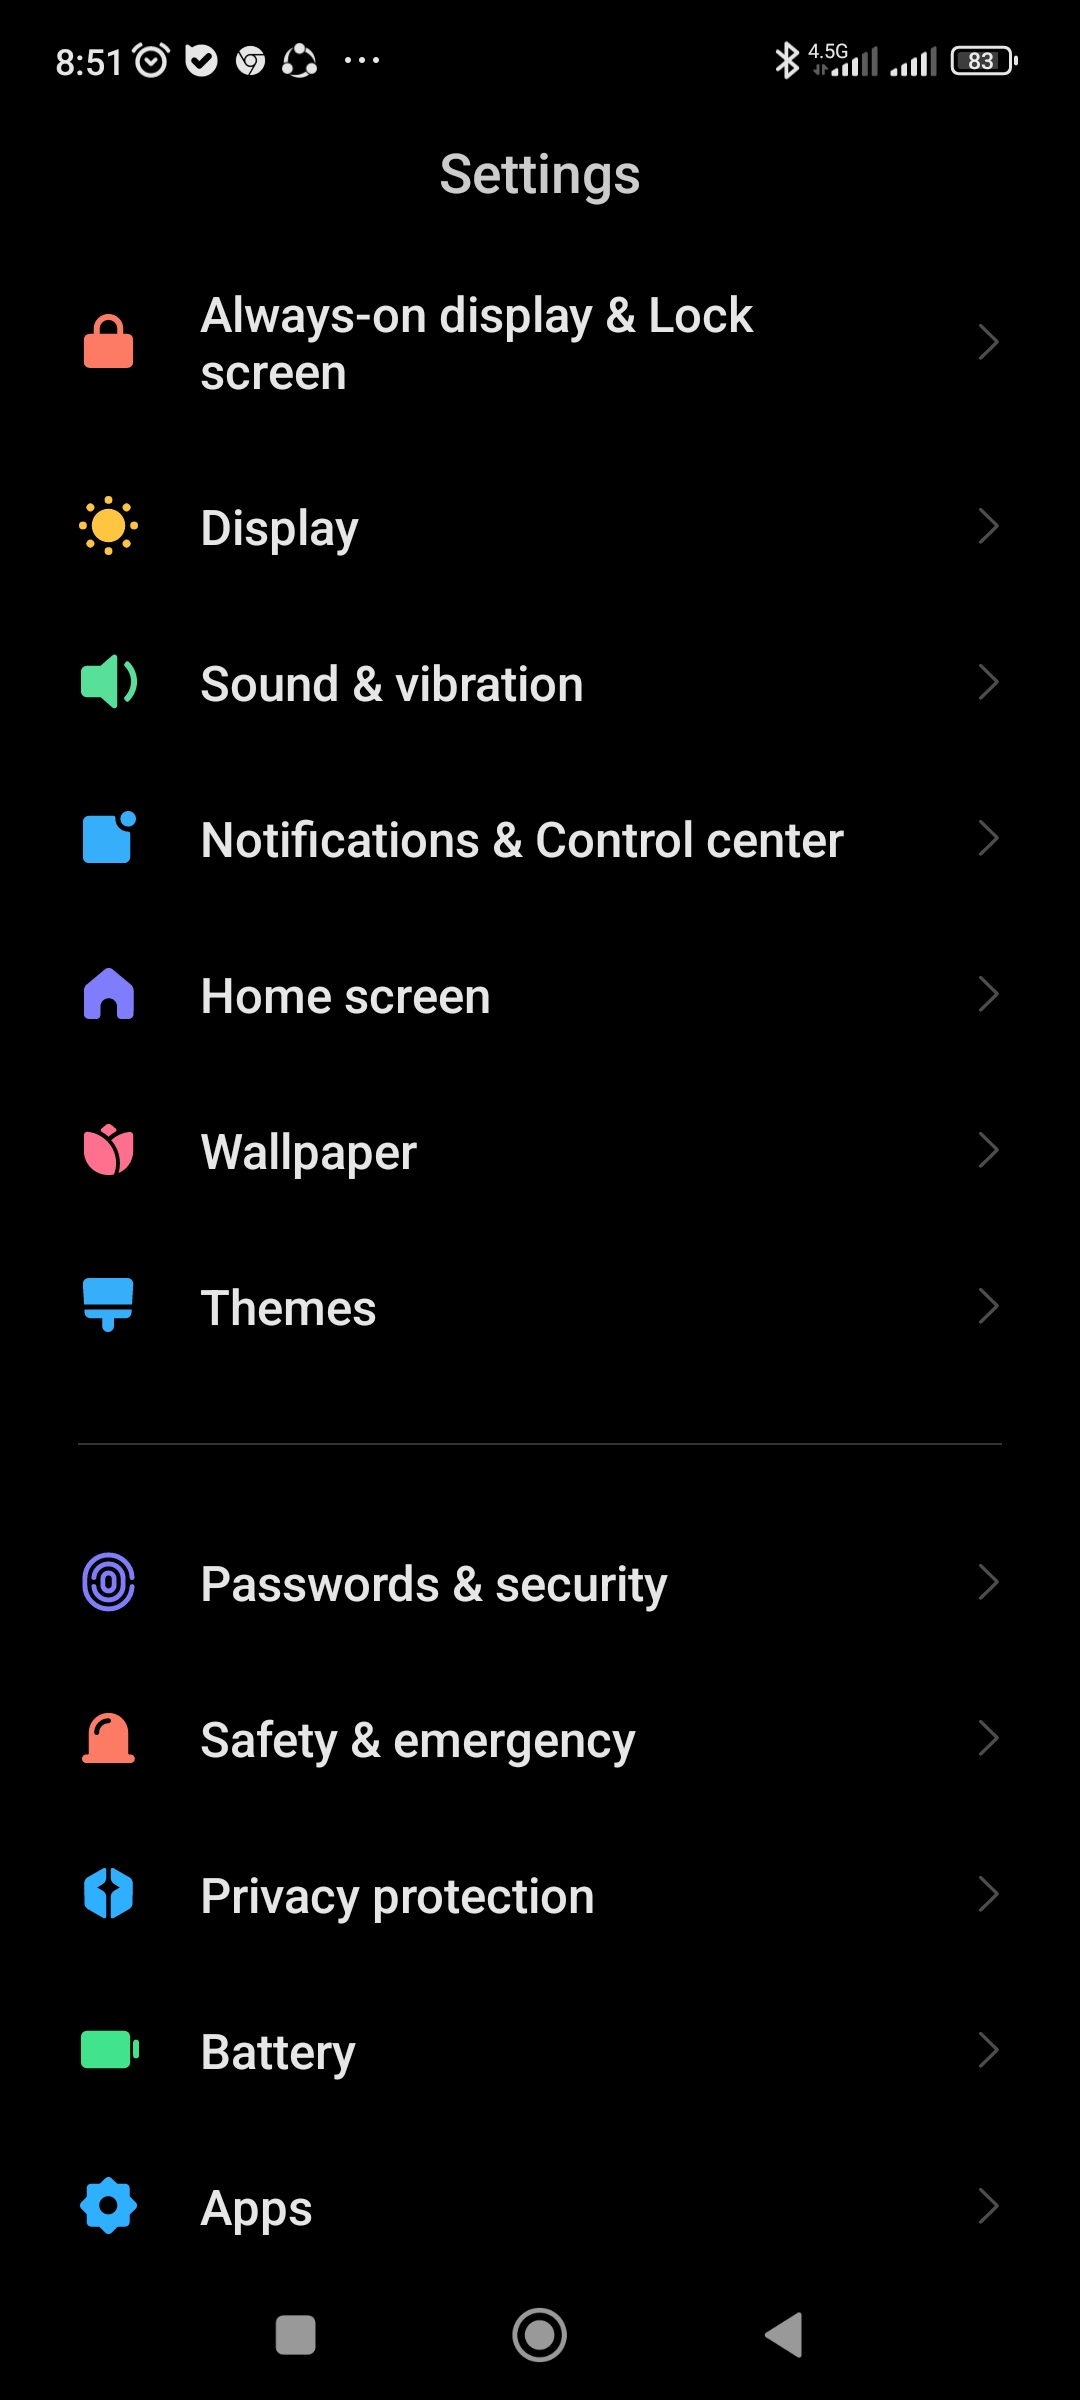 8:51
4.5G
83
Settings
Always-on display & Lock
screen
Display
Sound & vibration
Notifications & Control center
Home screen
Wallpaper
Themes
Passwords & security
Safety & emergency
Privacy protection
Battery
Apps